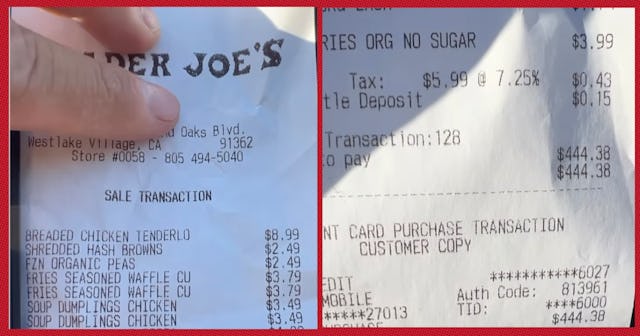 DER JOE'S
Oaks Blvd.
Westlake Village, CA 91362
Store #0058 - 805 494-5040
SALE TRANSACTION
BREADED CHICKEN TENDERLO $8.99
SHREDDED HASH BROWNS $2.49
FZN ORGANIC PEAS $2.49
FRIES SEASONED WAFFLE CU $3.79
FRIES SEASONED WAFFLE CU $3.79
SOUP DUMPLINGS CHICKEN $3.49
SOUP DUMPLINGS CHICKEN $3.49
RIES ORG NO SUGAR $3.99
Tax: $5.99 @ 7.25% $0.43
tle Deposit $0.15
Transaction:128
o pay $444.38
$444.38
NT CARD PURCHASE TRANSACTION
CUSTOMER COPY
EDIT ***********6027
MOBILE Auth Code: 813961
*****27013 TID: ****6000
$444.38